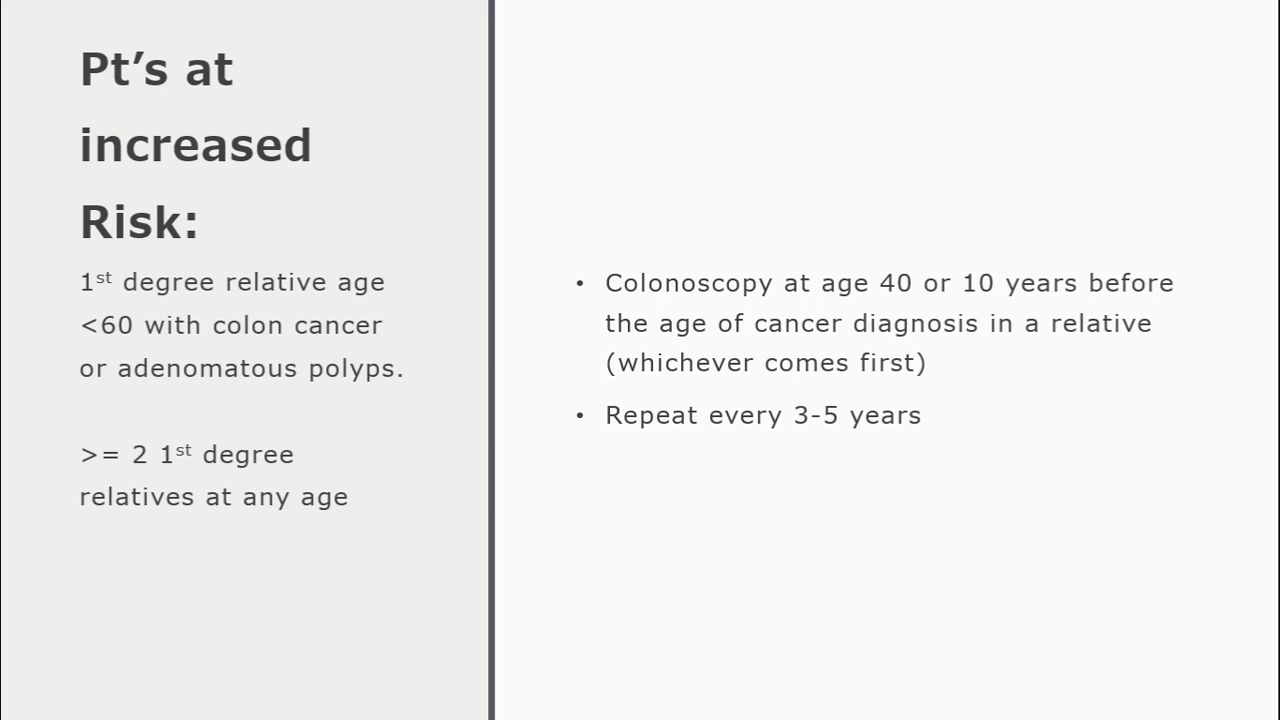 Pt’s at
increased
Risk:
1st degree relative age
<60 with colon cancer
or adenomatous polyps.
>= 2 1st degree
relatives at any age
• Colonoscopy at age 40 or 10 years before
the age of cancer diagnosis in a relative
(whichever comes first)
• Repeat every 3-5 years